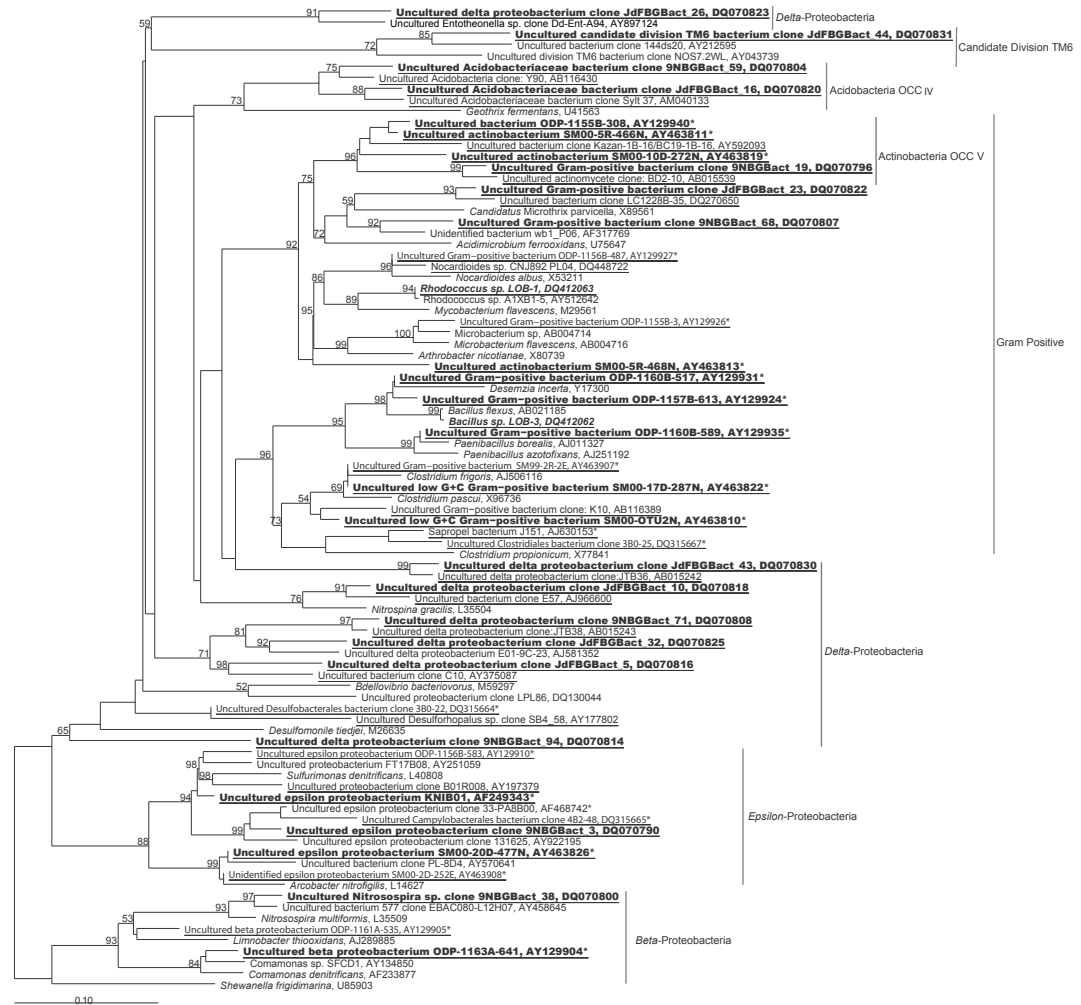 91
Uncultured delta proteobacterium clone JdFBGBact_26, DQ070823
Uncultured Entotheonella sp. clone Dd-Ent-A94, AY897124
Delta-Proteobacteria
59
85
Uncultured candidate division TM6 bacterium clone JdFBGBact_44, DQ070831
Uncultured bacterium clone 144ds20, AY212595
72
Uncultured division TM6 bacterium clone NOS7.2WL, AY043739
Candidate Division TM6
75
Uncultured Acidobacteriaceae bacterium clone 9NBGBact_59, DQ070804
Uncultured Acidobacteria clone: Y90, AB116430
88
Uncultured Acidobacteriaceae bacterium clone JdFBGBact_16, DQ070820
Uncultured Acidobacteriaceae bacterium clone Sylt 37, AM040133
73
Geothrix fermentans, U41563
Acidobacteria OCC IV
Uncultured bacterium ODP-1155B-308, AY129940*
Uncultured actinobacterium SM00-5R-466N, AY463811*
Uncultured bacterium clone Kazan-1B-16/BC19-1B-16, AY592093
96
Uncultured actinobacterium SM00-10D-272N, AY463819*
99
Uncultured Gram-positive bacterium clone 9NBGBact_19, DQ070796
Uncultured actinomycete clone: BD2-10, AB015539
Actinobacteria OCC V
75
93
Uncultured Gram-positive bacterium clone JdFBGBact_23, DQ070822
Uncultured bacterium clone LC1228B-35, DQ270650
59
Candidatus Microthrix parvicella, X89561
92
Uncultured Gram-positive bacterium clone 9NBGBact_68, DQ070807
Unidentified bacterium wb1_P06, AF317769
72
Acidimicrobium ferrooxidans, U75647
92
Uncultured Gram-positive bacterium ODP-1156B-487, AY129927*
96
Nocardioides sp. CNJ892 PL04, DQ448722
Nocardioides albus, X53211
86
94
Rhodococcus sp. LOB-1, DQ412063
Rhodococcus sp. A1XB1-5, AY512642
89
Mycobacterium flavescens, M29561
95
Uncultured Gram-positive bacterium ODP-1155B-3, AY129926*
100
Microbacterium sp, AB004714
Microbacterium flavescens, AB004716
99
Arthrobacter nicotianae, X80739
Uncultured actinobacterium SM00-5R-468N, AY463813*
Gram Positive
Uncultured Gram-positive bacterium ODP-1160B-517, AY129931*
Desemzia incerta, Y17300
98
Uncultured Gram-positive bacterium ODP-1157B-613, AY129924*
99
Bacillus flexus, AB021185
Bacillus sp. LOB-3, DQ412062
95
Uncultured Gram-positive bacterium ODP-1160B-589, AY129935*
99
Paenibacillus borealis, AJ011327
Paenibacillus azotofixans, AJ251192
96
Uncultured Gram-positive bacterium SM99-2R-2E, AY463907*
Clostridium frigoris, AJ506116
69
Uncultured low G+C Gram-positive bacterium SM00-17D-287N, AY463822*
54
Clostridium pascui, X96736
Uncultured Gram-positive bacterium clone: K10, AB116389
73
Uncultured low G+C Gram-positive bacterium SM00-OTU2N, AY463810*
Sapropel bacterium J151, AJ630153*
Uncultured Clostridiales bacterium clone 3B0-25, DQ315667*
Clostridium propionicum, X77841
99
Uncultured delta proteobacterium clone JdFBGBact_43, DQ070830
Uncultured delta proteobacterium clone:JTB36, AB015242
91
Uncultured delta proteobacterium clone JdFBGBact_10, DQ070818
Uncultured bacterium clone E57, AJ966600
76
Nitrospina gracilis, L35504
97
Uncultured delta proteobacterium clone 9NBGBact_71, DQ070808
81
Uncultured delta proteobacterium clone:JTB38, AB015243
92
Uncultured delta proteobacterium clone JdFBGBact_32, DQ070825
71
Uncultured delta proteobacterium E01-9C-23, AJ581352
98
Uncultured delta proteobacterium clone JdFBGBact_5, DQ070816
Uncultured bacterium clone C10, AY375087
Delta-Proteobacteria
52
Bdellovibrio bacteriovorus, M59297
Uncultured proteobacterium clone LPL86, DQ130044
Uncultured Desulfobacterales bacterium clone 3B0-22, DQ315664*
Uncultured Desulforhopalus sp. clone SB4_58, AY177802
65
Desulfomonile tiedjei, M26635
Uncultured delta proteobacterium clone 9NBGBact_94, DQ070814
Uncultured epsilon proteobacterium ODP-1156B-583, AY129910*
98
Uncultured proteobacterium FT17B08, AY251059
98
Sulfurimonas denitrificans, L40808
Uncultured proteobacterium clone B01R008, AY197379
94
Uncultured epsilon proteobacterium KNIB01, AF249343*
Uncultured epsilon proteobacterium clone 33-PA8B00, AF468742*
Uncultured Campylobacterales bacterium clone 4B2-48, DQ315665*
99
Uncultured epsilon proteobacterium clone 9NBGBact_3, DQ070790
88
Uncultured epsilon proteobacterium clone 131625, AY922195
Epsilon-Proteobacteria
Uncultured epsilon proteobacterium SM00-20D-477N, AY463826*
99
Uncultured bacterium clone PL-8D4, AY570641
Unidentified epsilon proteobacterium SM00-2D-252E, AY463908*
Arcobacter nitrofigilis, L14627
97
Uncultured Nitrosospira sp. clone 9NBGBact_38, DQ070800
93
Uncultured bacterium 577 clone EBAC080-L12H07, AY458645
53
Nitrosospira multiformis, L35509
Uncultured beta proteobacterium ODP-1161A-535, AY129905*
93
Limnobacter thiooxidans, AJ289885
Uncultured beta proteobacterium ODP-1163A-641, AY129904*
84
Comamonas sp. SFCD1, AY134850
Comamonas denitrificans, AF233877
Beta-Proteobacteria
Shewanella frigidimarina, U85903
0.10